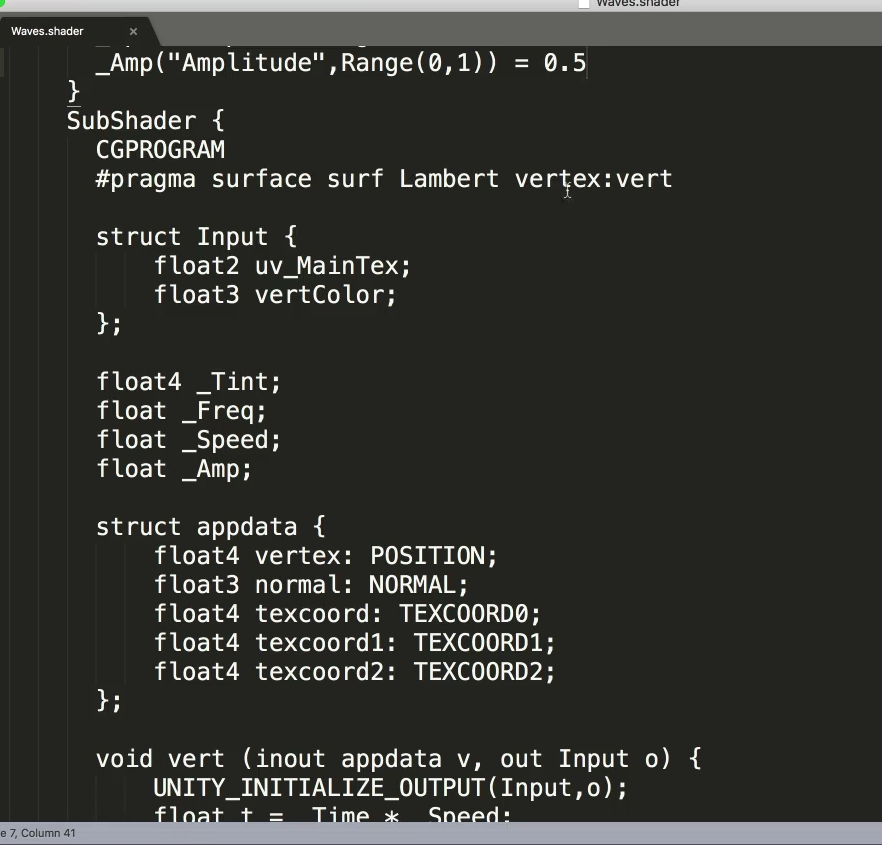 Waves.shader
Waves.shader ×
_Amp("Amplitude",Range(0,1)) = 0.5
}
SubShader {
CGPROGRAM
#pragma surface surf Lambert vertex:vert
struct Input {
float2 uv_MainTex;
float3 vertColor;
};
float4 _Tint;
float _Freq;
float _Speed;
float _Amp;
struct appdata {
float4 vertex: POSITION;
float3 normal: NORMAL;
float4 texcoord: TEXCOORD0;
float4 texcoord1: TEXCOORD1;
float4 texcoord2: TEXCOORD2;
};
void vert (inout appdata v, out Input o) {
UNITY_INITIALIZE_OUTPUT(Input,o);
float t = _Time * _Speed;
e 7, Column 41